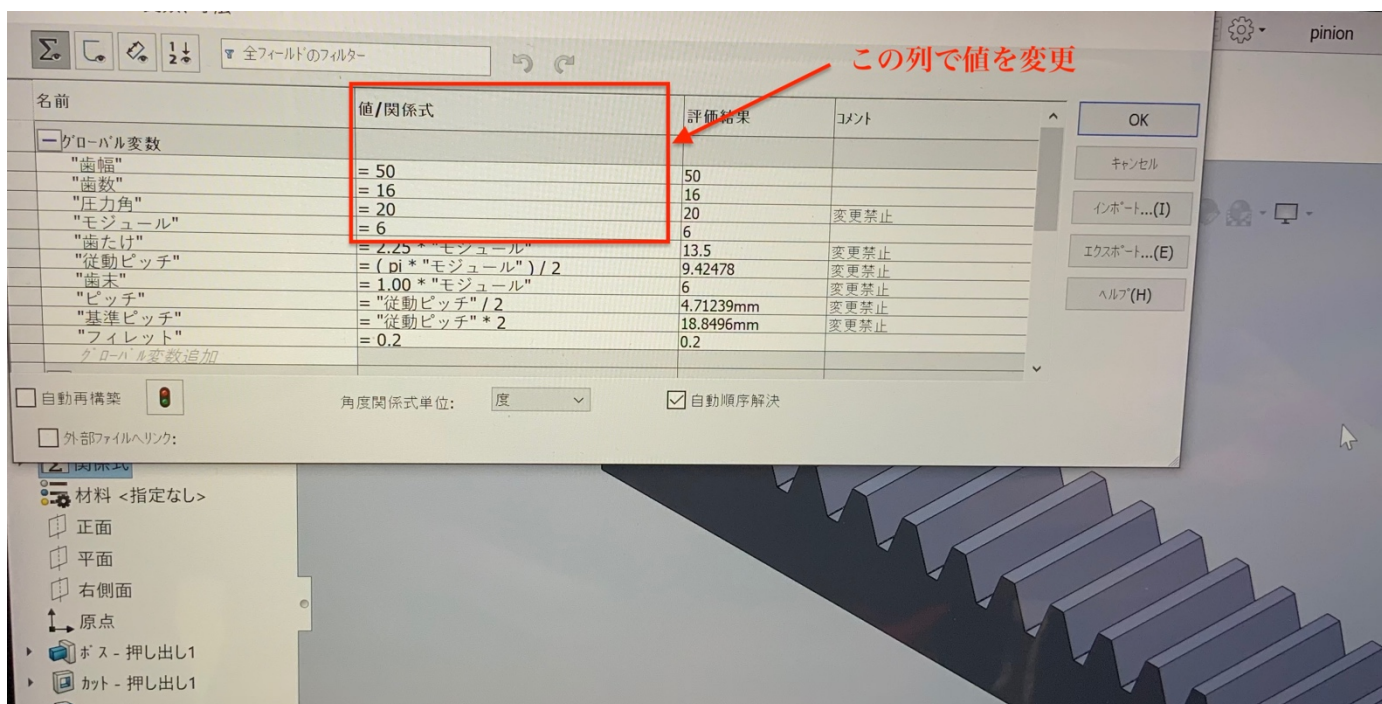 全フィールドのフィルター
この列で値を変更
pinion
名前 値/関係式 評価結果 コメント
グローバル変数
"歯幅" = 50 50
"歯数" = 16 16
"圧力角" = 20 20 変更禁止
"モジュール" = 6 6
"歯たけ" = 2.25 * "モジュール" 13.5 変更禁止
"従動ピッチ" = ( pi * "モジュール" ) / 2 9.42478 変更禁止
"歯末" = 1.00 * "モジュール" 6 変更禁止
"ピッチ" = "従動ピッチ" / 2 4.71239mm 変更禁止
"基準ピッチ" = "従動ピッチ" * 2 18.8496mm 変更禁止
"フィレット" = 0.2 0.2
グローバル変数追加
OK
キャンセル
インポート...(I)
エクスポート...(E)
ヘルプ(H)
自動再構築 角度関係式単位: 度 自動順序解決
外部ファイルへリンク:
関係式
材料 <指定なし>
正面
平面
右側面
原点
ボス - 押し出し1
カット - 押し出し1